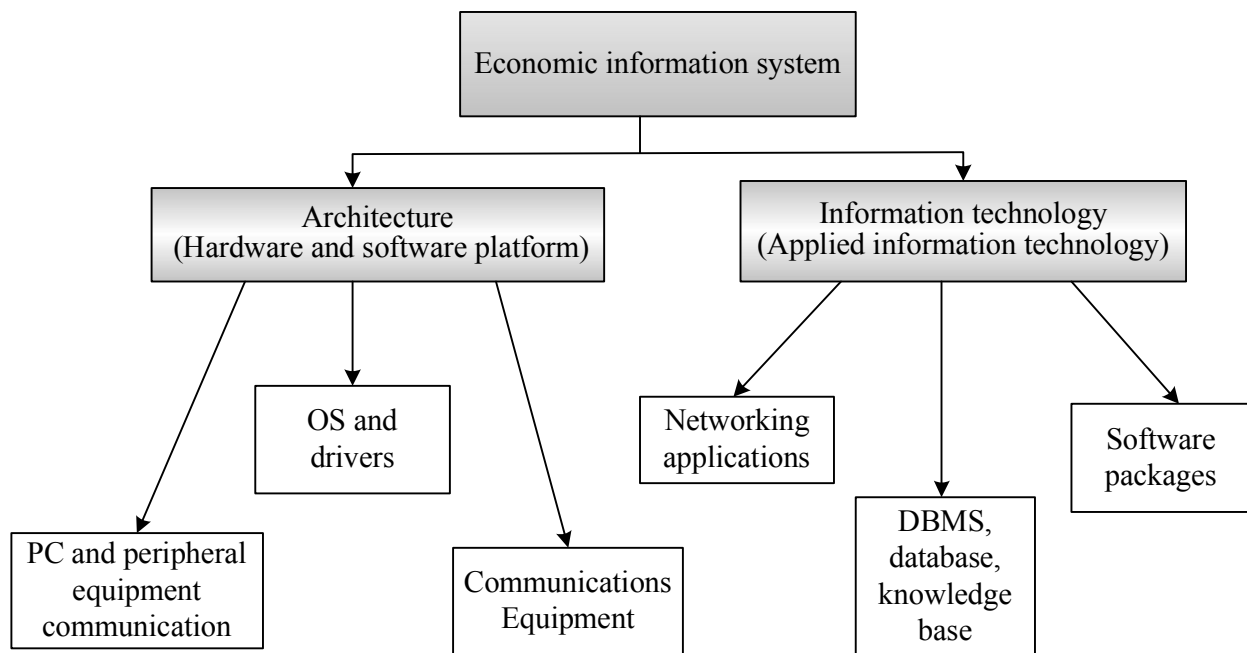 Economic information system
Architecture
(Hardware and software platform)
Information technology
(Applied information technology)
OS and
drivers
Networking
applications
Software
packages
PC and peripheral
equipment
communication
Communications
Equipment
DBMS,
database,
knowledge
base